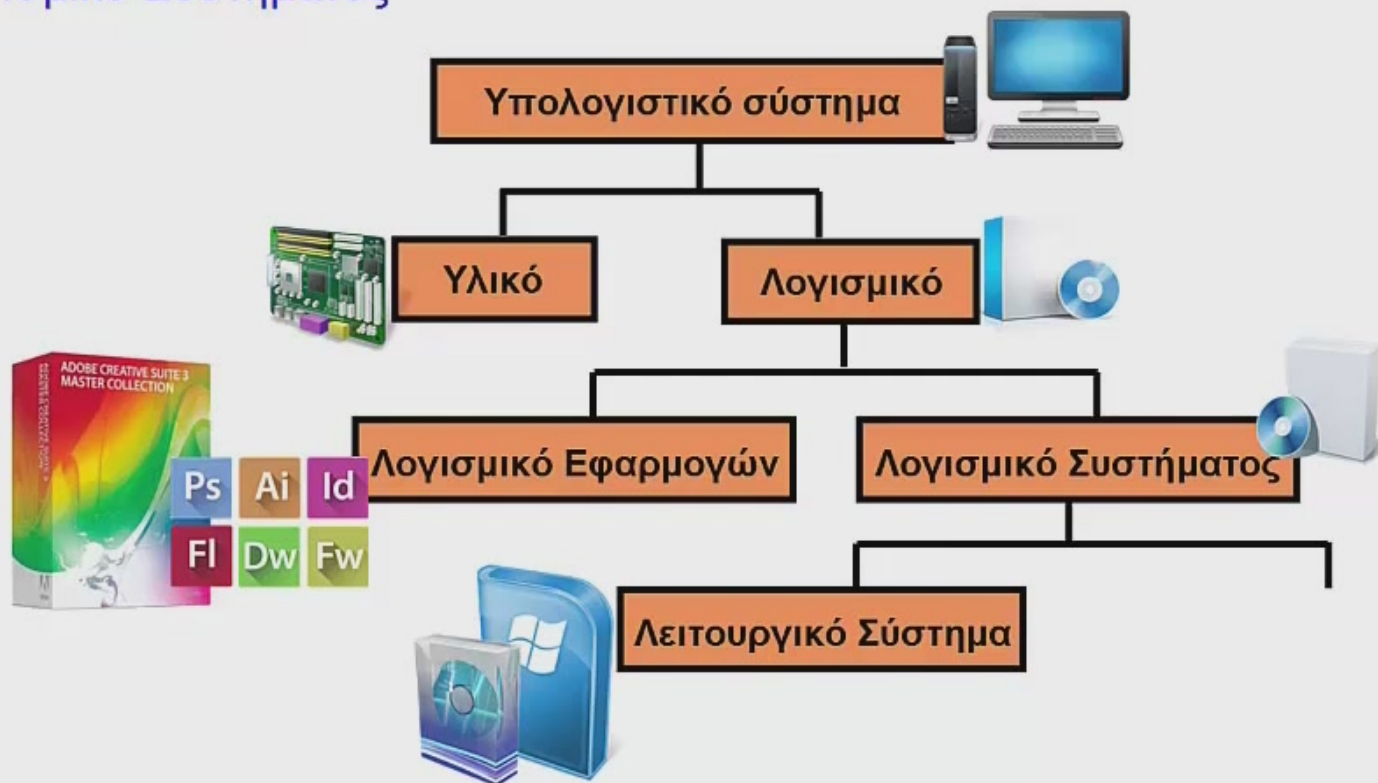 Υπολογιστικό σύστημα
Υλικό
Λογισμικό
ADOBE CREATIVE SUITE 3
MASTER COLLECTION
Λογισμικό Εφαρμογών
Λογισμικό Συστήματος
Ps Ai Id
Fl Dw Fw
Λειτουργικό Σύστημα